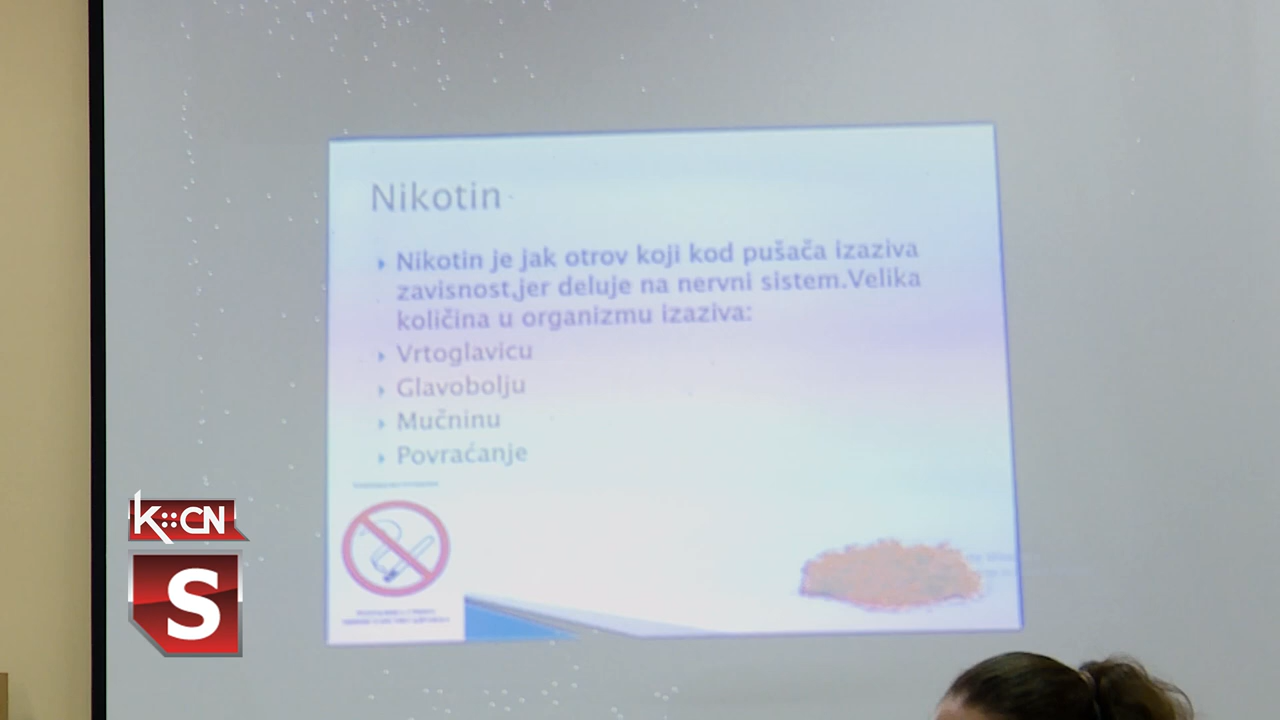 Nikotin
Nikotin je jak otrov koji kod pušača izaziva
zavisnost,jer deluje na nervni sistem.Velika
količina u organizmu izaziva:
Vrtoglavicu
Glavobolju
Mučninu
Povraćanje
K::CN
S